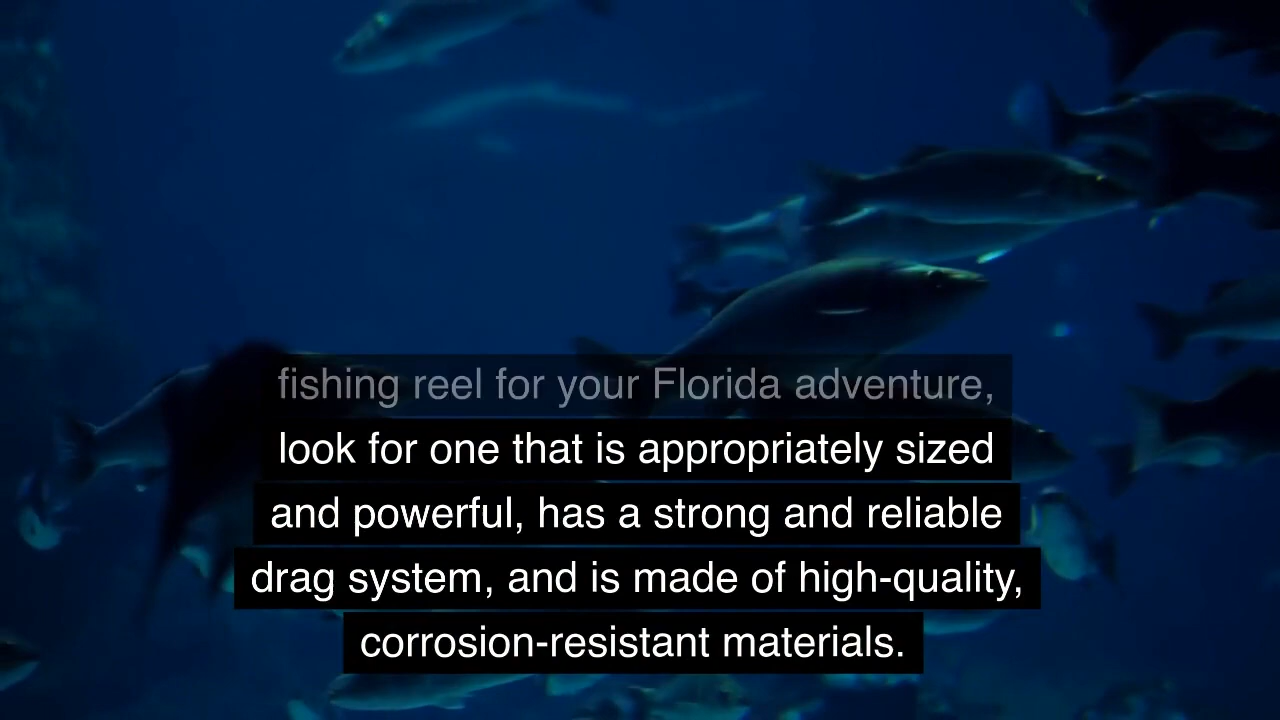 fishing reel for your Florida adventure,
look for one that is appropriately sized
and powerful, has a strong and reliable
drag system, and is made of high-quality,
corrosion-resistant materials.